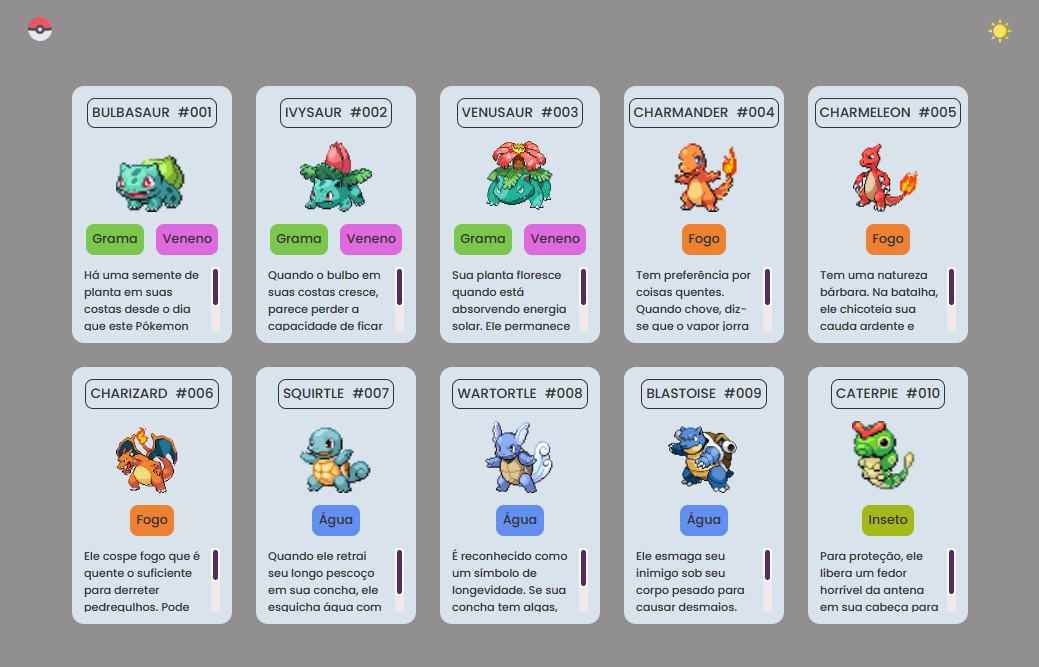 BULBASAUR #001
Grama Veneno
Há uma semente de
planta em suas
costas desde o dia
que este Pókemon
IVYSAUR #002
Grama Veneno
Quando o bulbo em
suas costas cresce,
parece perder a
capacidade de ficar
VENUSAUR #003
Grama Veneno
Sua planta floresce
quando está
absorvendo energia
solar. Ele permanece
CHARMANDER #004
Fogo
Tem preferência por
coisas quentes.
Quando chove, diz-
se que o vapor jorra
CHARMELEON #005
Fogo
Tem uma natureza
bárbara. Na batalha,
ele chicoteia sua
cauda ardente e
CHARIZARD #006
Fogo
Ele cospe fogo que é
quente o suficiente
para derreter
pedregulhos. Pode
SQUIRTLE #007
Água
Quando ele retrai
seu longo pescoço
em sua concha, ele
esguicha água com
WARTORTLE #008
Água
É reconhecido como
um símbolo de
longevidade. Se sua
concha tem algas,
BLASTOISE #009
Água
Ele esmaga seu
inimigo sob seu
corpo pesado para
causar desmaios.
CATERPIE #010
Inseto
Para proteção, ele
libera um fedor
horrível da antena
em sua cabeça para